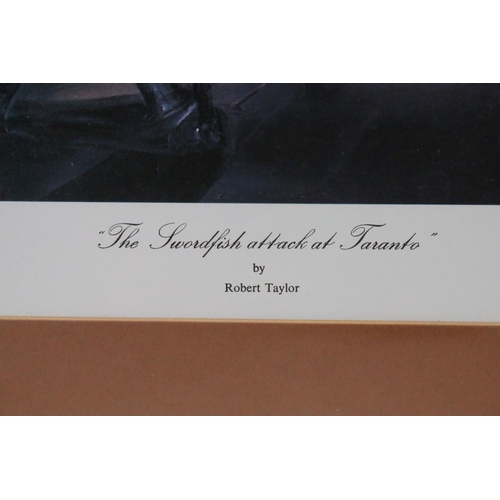 "The Swordfish attack at Taranto"
by
Robert Taylor